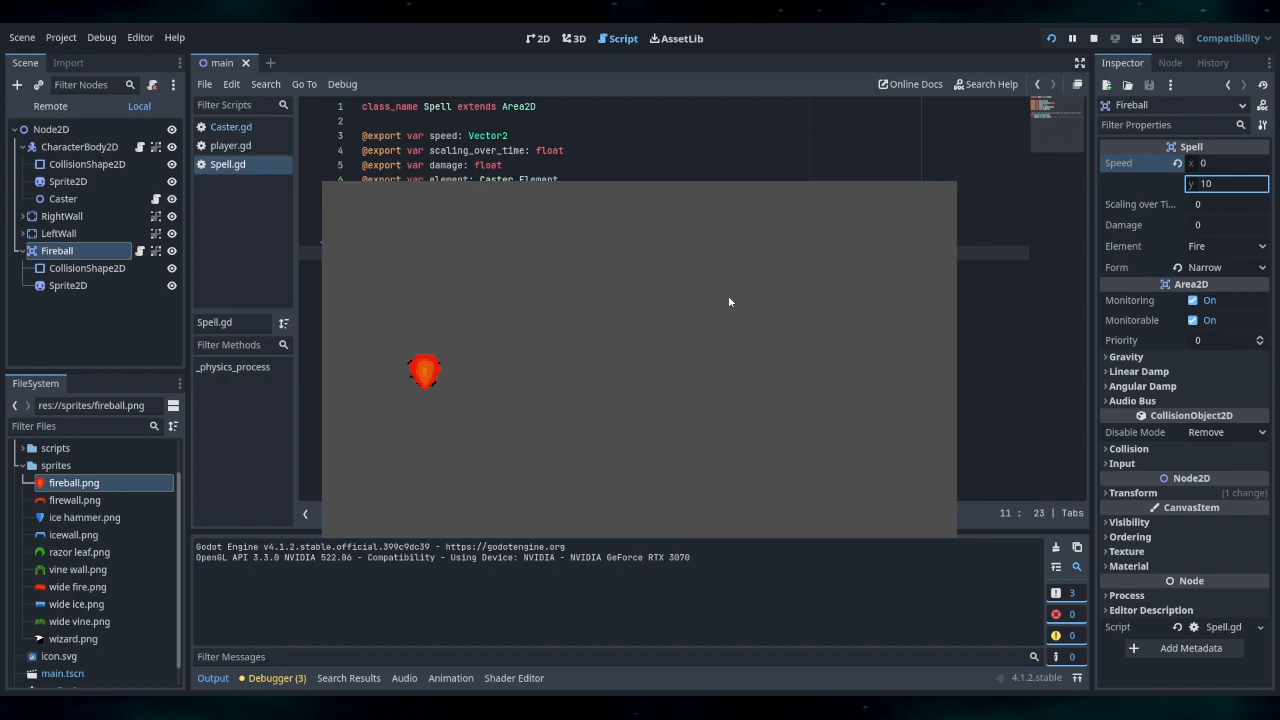 Scene Project Debug Editor Help
2D 3D Script AssetLib
Compatibility
Scene Import
Filter Nodes
Remote Local
Node2D
CharacterBody2D
CollisionShape2D
Sprite2D
Caster
RightWall
LeftWall
Fireball
CollisionShape2D
Sprite2D
FileSystem
res://sprites/fireball.png
Filter Files
scripts
sprites
fireball.png
firewall.png
ice hammer.png
icewall.png
razor leaf.png
vine wall.png
wide fire.png
wide ice.png
wide vine.png
wizard.png
icon.svg
main.tscn
main
File Edit Search Go To Debug
Online Docs Search Help
Filter Scripts
Caster.gd
player.gd
Spell.gd
Spell.gd
Filter Methods
_physics_process
1 class_name Spell extends Area2D
2
3 @export var speed: Vector2
4 @export var scaling_over_time: float
5 @export var damage: float
6 @export var element: Caster.Element
11 : 23 | Tabs
Godot Engine v4.1.2.stable.official.399c9dc39 - https://godotengine.org
OpenGL API 3.3.0 NVIDIA 522.06 - Compatibility - Using Device: NVIDIA - NVIDIA GeForce RTX 3070
3
0
0
0
Filter Messages
Output Debugger (3) Search Results Audio Animation Shader Editor
4.1.2.stable
Inspector Node History
Fireball
Filter Properties
Spell
Speed x 0
y 10
Scaling over Ti... 0
Damage 0
Element Fire
Form Narrow
Area2D
Monitoring On
Monitorable On
Priority 0
Gravity
Linear Damp
Angular Damp
Audio Bus
CollisionObject2D
Disable Mode Remove
Collision
Input
Node2D
Transform (1 change)
CanvasItem
Visibility
Ordering
Texture
Material
Node
Process
Editor Description
Script Spell.gd
Add Metadata